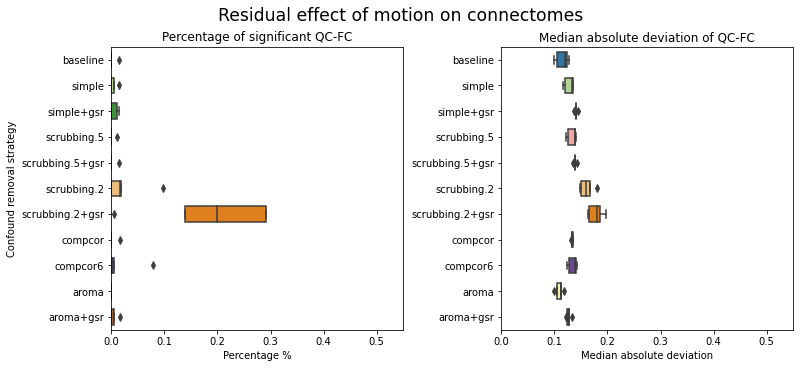 Residual effect of motion on connectomes
Percentage of significant QC-FC
Confound removal strategy
baseline
simple
simple+gsr
scrubbing.5
scrubbing.5+gsr
scrubbing.2
scrubbing.2+gsr
compcor
compcor6
aroma
aroma+gsr
0.0 0.1 0.2 0.3 0.4 0.5
Percentage %
Median absolute deviation of QC-FC
baseline
simple
simple+gsr
scrubbing.5
scrubbing.5+gsr
scrubbing.2
scrubbing.2+gsr
compcor
compcor6
aroma
aroma+gsr
0.0 0.1 0.2 0.3 0.4 0.5
Median absolute deviation